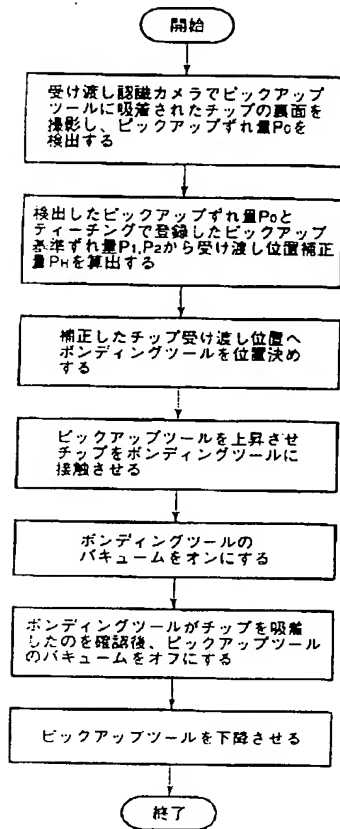 開始
受け渡し認識カメラでピックアップ
ツールに吸着されたチップの裏面を
撮影し、ピックアップずれ量P0を
検出する
検出したピックアップずれ量P0と
ティーチングで登録したピックアップ
基準ずれ量P1,P2から受け渡し位置補正
量PHを算出する
補正したチップ受け渡し位置へ
ボンディングツールを位置決め
する
ピックアップツールを上昇させ
チップをボンディングツールに
接触させる
ボンディングツールの
バキュームをオンにする
ボンディングツールがチップを吸着
したのを確認後、ピックアップツール
のバキュームをオフにする
ピックアップツールを下降させる
終了